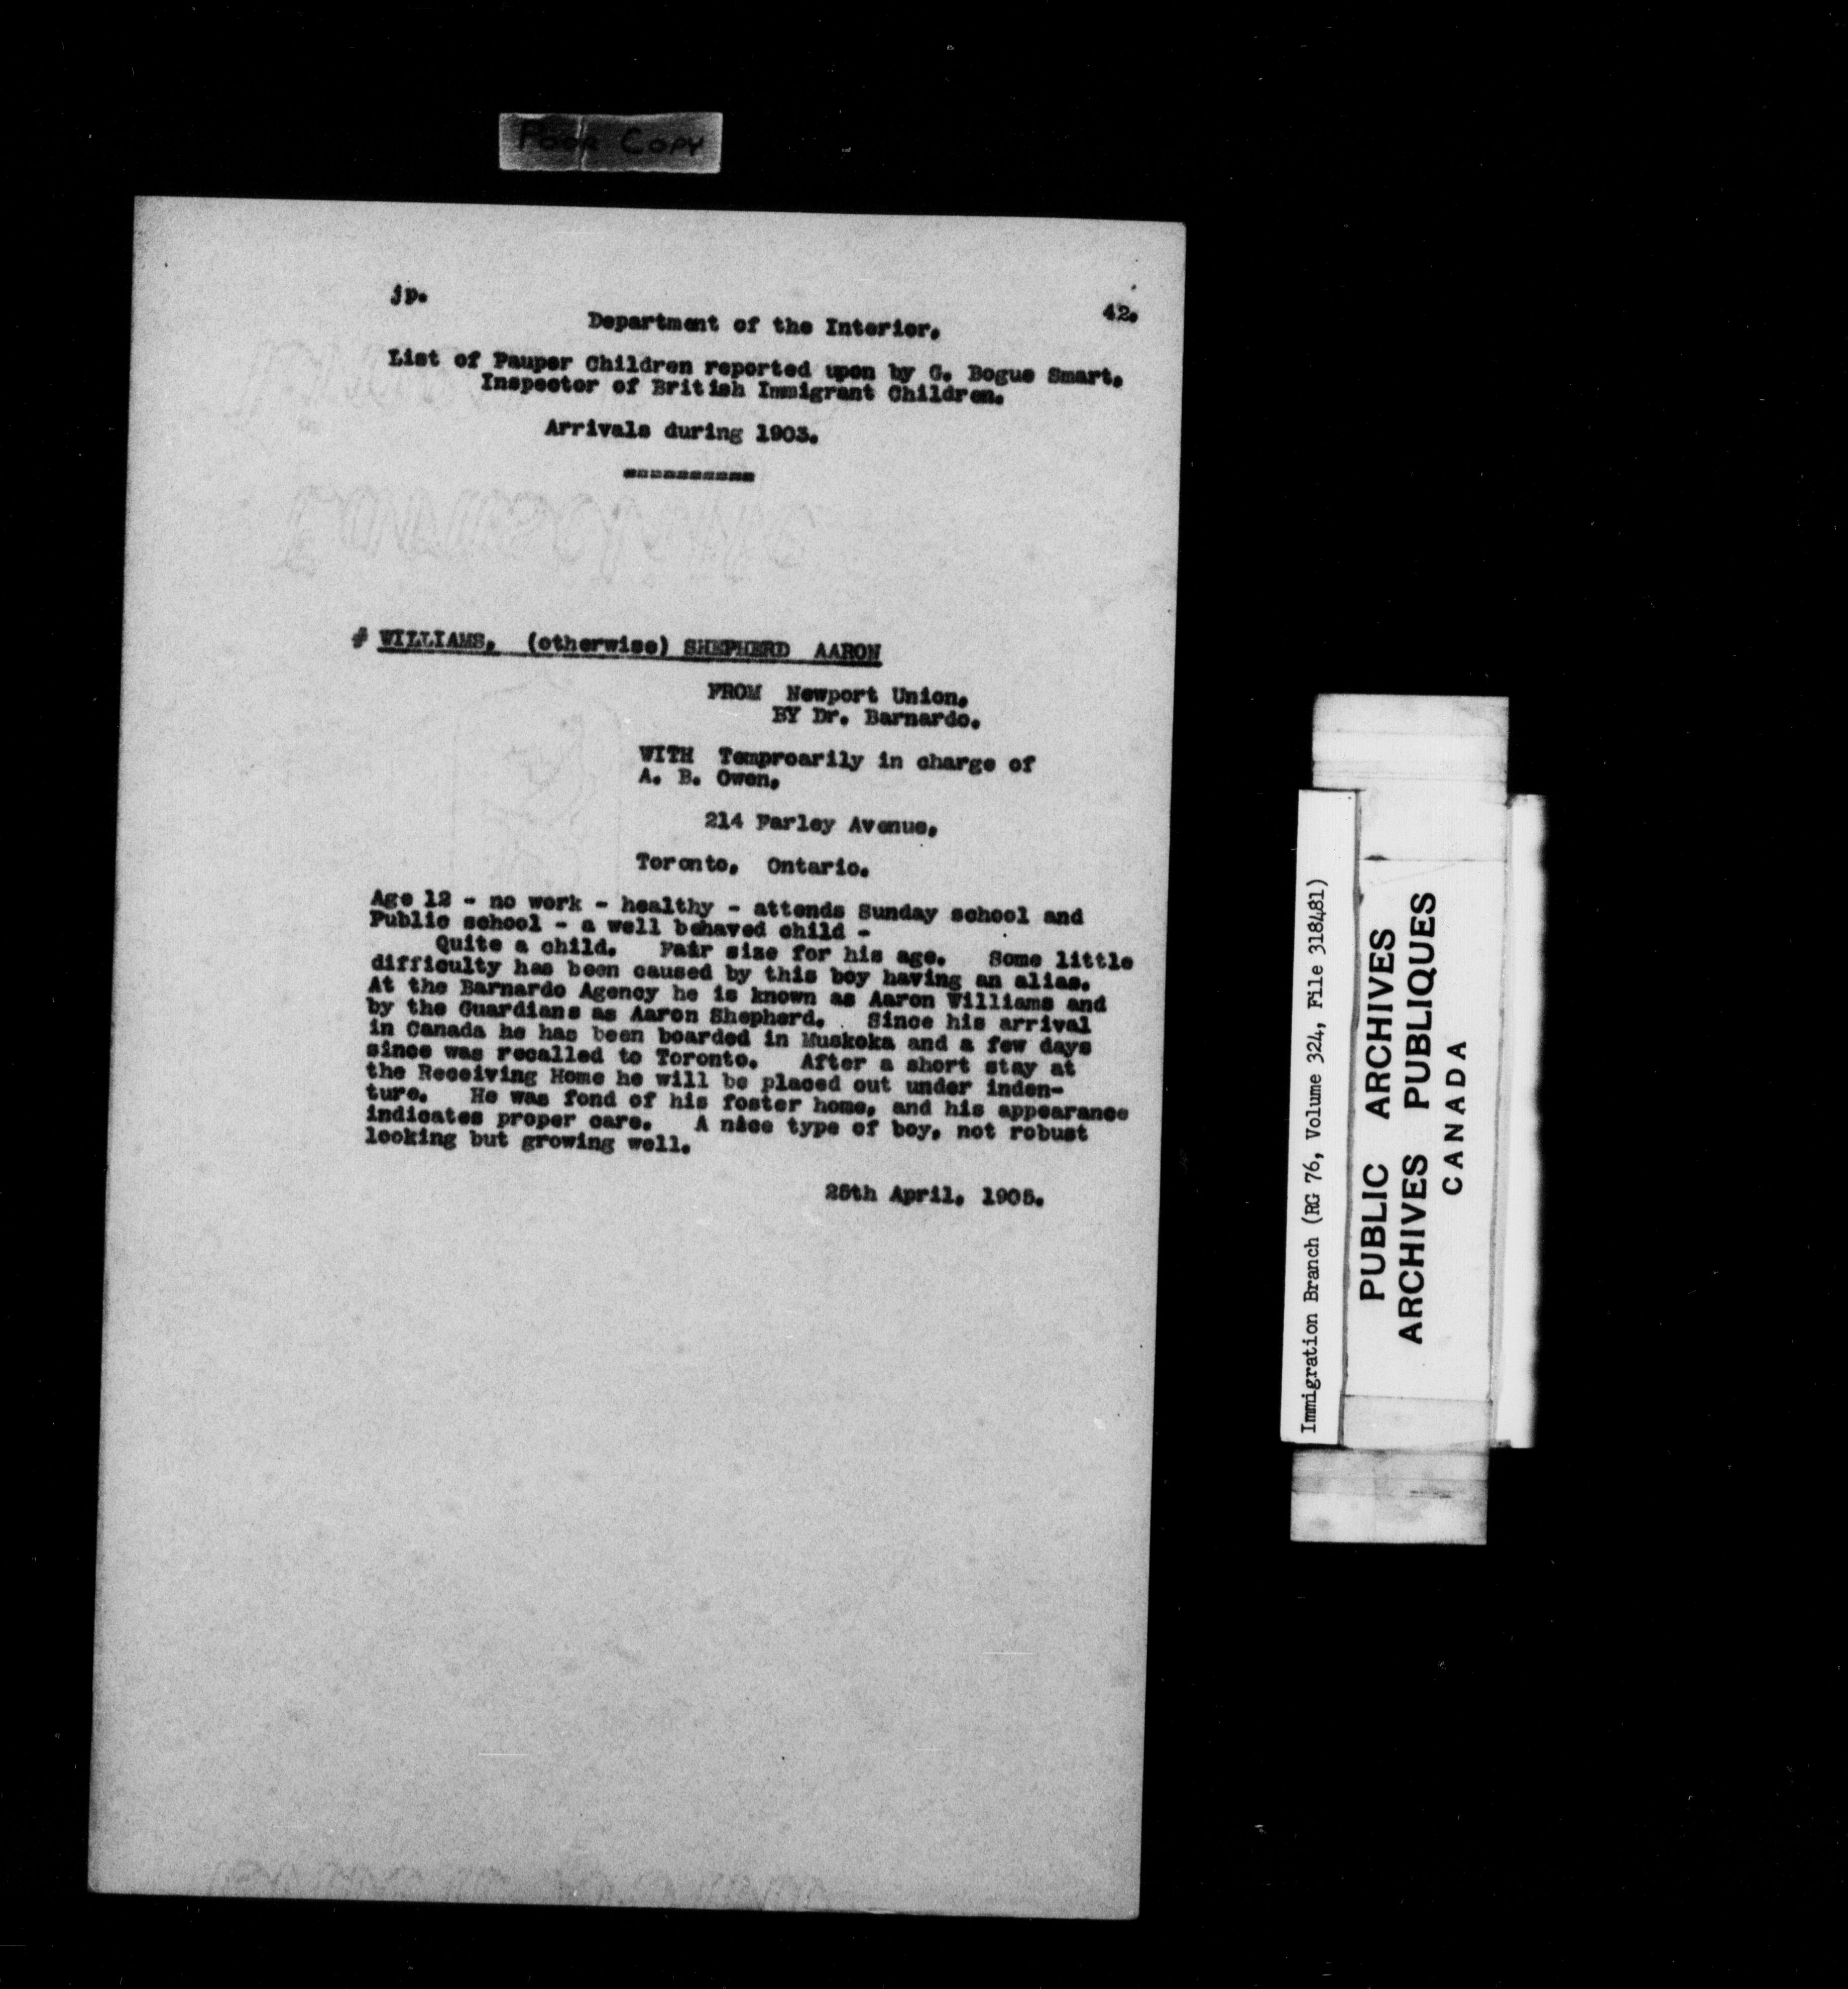 Poor Copy
jp.
42.
Department of the Interior.
List of Pauper Children reported upon by G. Bogue Smart,
Inspector of British Immigrant Children.
Arrivals during 1903.
==========
# WILLIAMS, (otherwise) SHEPHERD AARON
FROM Newport Union,
BY Dr. Barnardo.
WITH Temproarily in charge of
A. B. Owen,
214 Farley Avenue,
Toronto, Ontario.
Age 12 - no work - healthy - attends Sunday school and
Public school - a well behaved child -
Quite a child. Fair size for his age. Some little
difficulty has been caused by this boy having an alias.
At the Barnardo Agency he is known as Aaron Williams and
by the Guardians as Aaron Shepherd. Since his arrival
in Canada he has been boarded in Muskoka and a few days
since was recalled to Toronto. After a short stay at
the Receiving Home he will be placed out under inden-
ture. He was fond of his foster home, and his appearance
indicates proper care. A nice type of boy, not robust
looking but growing well.
April, 1905.
Immigration Branch (RG 76, Volume 324, File 318481)
PUBLIC ARCHIVES
ARCHIVES PUBLIQUES
CANADA